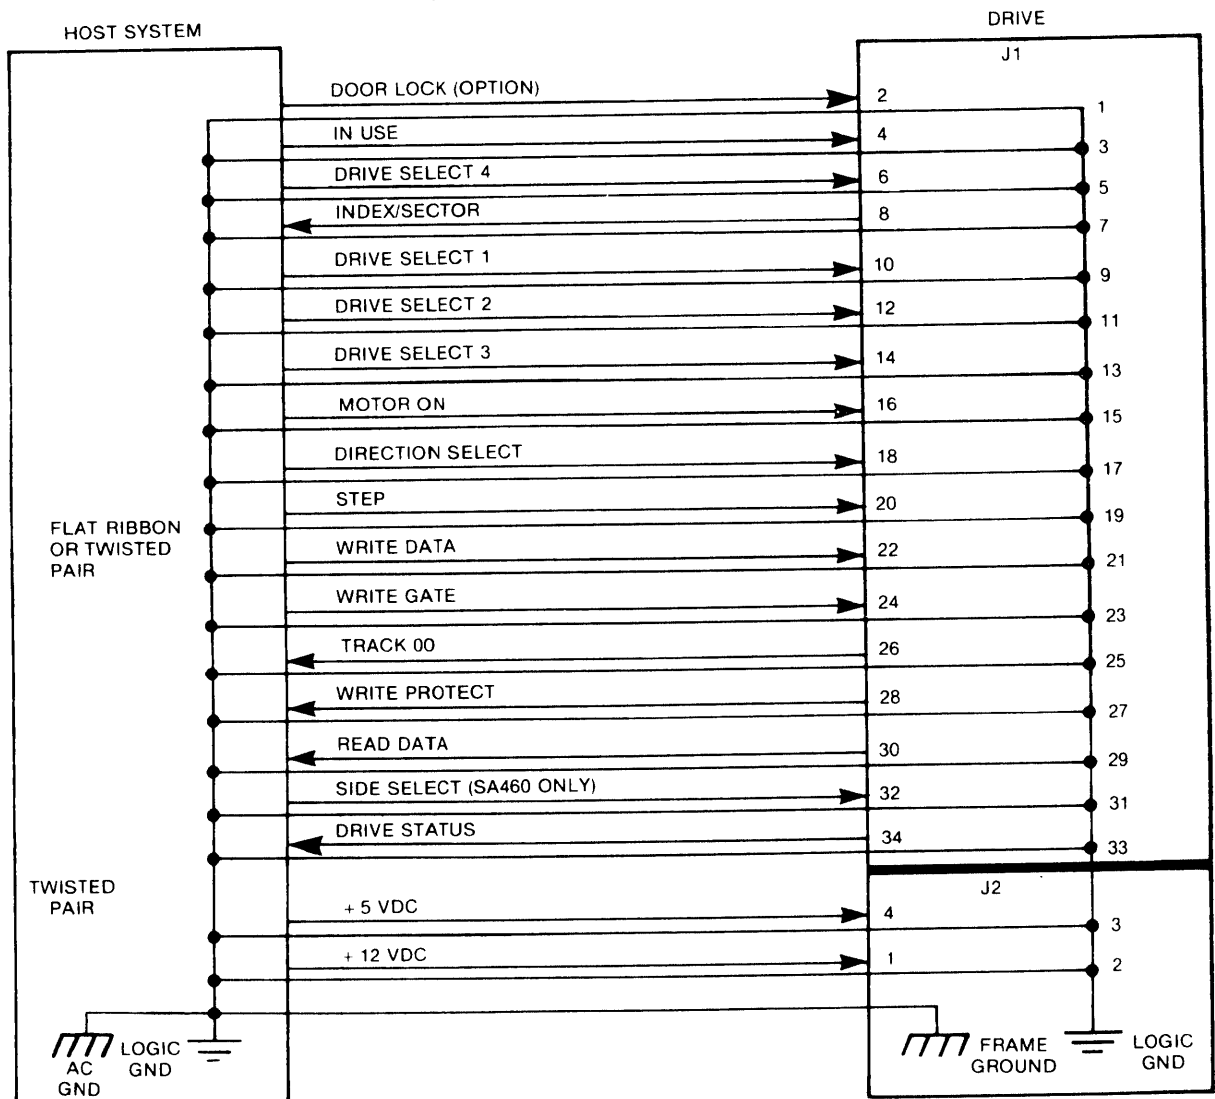 HOST SYSTEM
DRIVE
J1
DOOR LOCK (OPTION)
2
1
IN USE
4
3
DRIVE SELECT 4
6
5
INDEX/SECTOR
8
7
DRIVE SELECT 1
10
9
DRIVE SELECT 2
12
11
DRIVE SELECT 3
14
13
MOTOR ON
16
15
DIRECTION SELECT
18
17
STEP
20
19
FLAT RIBBON
OR TWISTED
PAIR
WRITE DATA
22
21
WRITE GATE
24
23
TRACK 00
26
25
WRITE PROTECT
28
27
READ DATA
30
29
SIDE SELECT (SA460 ONLY)
32
31
DRIVE STATUS
34
33
TWISTED
PAIR
J2
+ 5 VDC
4
3
+ 12 VDC
1
2
AC
GND
LOGIC
GND
FRAME
GROUND
LOGIC
GND